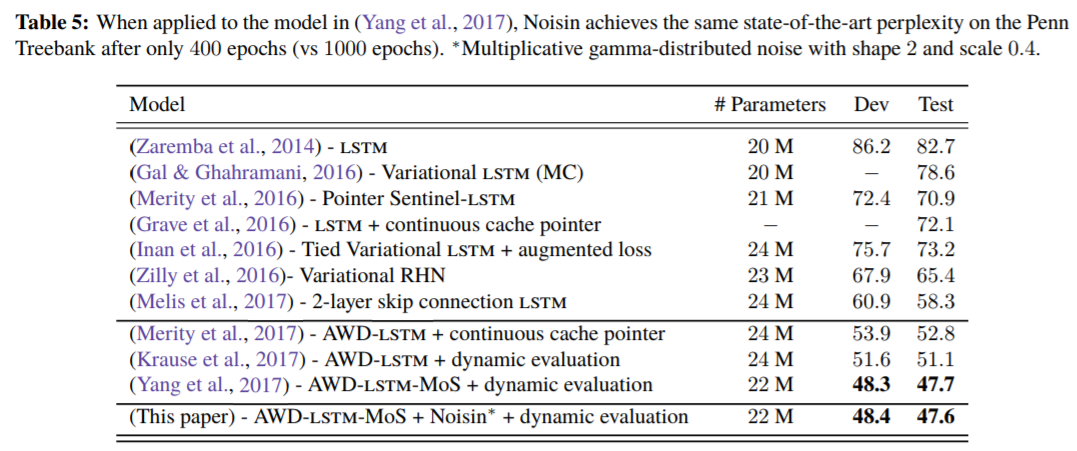 Table 5: When applied to the model in (Yang et al., 2017), Noisin achieves the same state-of-the-art perplexity on the Penn
Treebank after only 400 epochs (vs 1000 epochs). *Multiplicative gamma-distributed noise with shape 2 and scale 0.4.
Model # Parameters Dev Test
(Zaremba et al., 2014) - LSTM 20 M 86.2 82.7
(Gal & Ghahramani, 2016) - Variational LSTM (MC) 20 M − 78.6
(Merity et al., 2016) - Pointer Sentinel-LSTM 21 M 72.4 70.9
(Grave et al., 2016) - LSTM + continuous cache pointer − − 72.1
(Inan et al., 2016) - Tied Variational LSTM + augmented loss 24 M 75.7 73.2
(Zilly et al., 2016)- Variational RHN 23 M 67.9 65.4
(Melis et al., 2017) - 2-layer skip connection LSTM 24 M 60.9 58.3
(Merity et al., 2017) - AWD-LSTM + continuous cache pointer 24 M 53.9 52.8
(Krause et al., 2017) - AWD-LSTM + dynamic evaluation 24 M 51.6 51.1
(Yang et al., 2017) - AWD-LSTM-MoS + dynamic evaluation 22 M 48.3 47.7
(This paper) - AWD-LSTM-MoS + Noisin* + dynamic evaluation 22 M 48.4 47.6